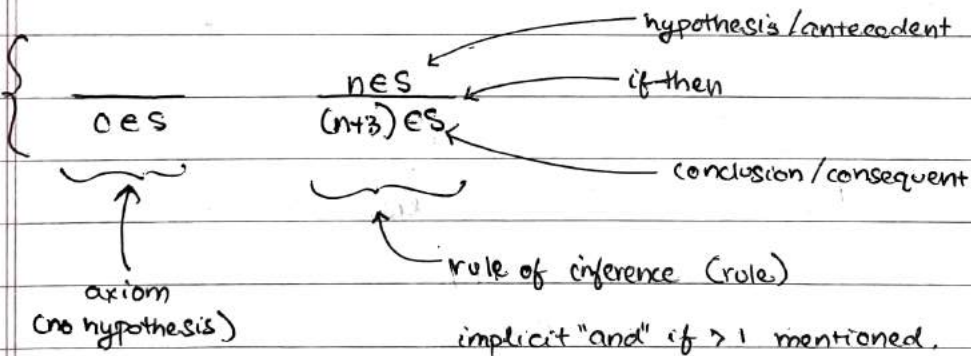 hypothesis/antecedent
n∈S
if-then
0∈S
(n+3)∈S
conclusion/consequent
rule of inference (rule)
axiom
(no hypothesis)
implicit "and" if > 1 mentioned.